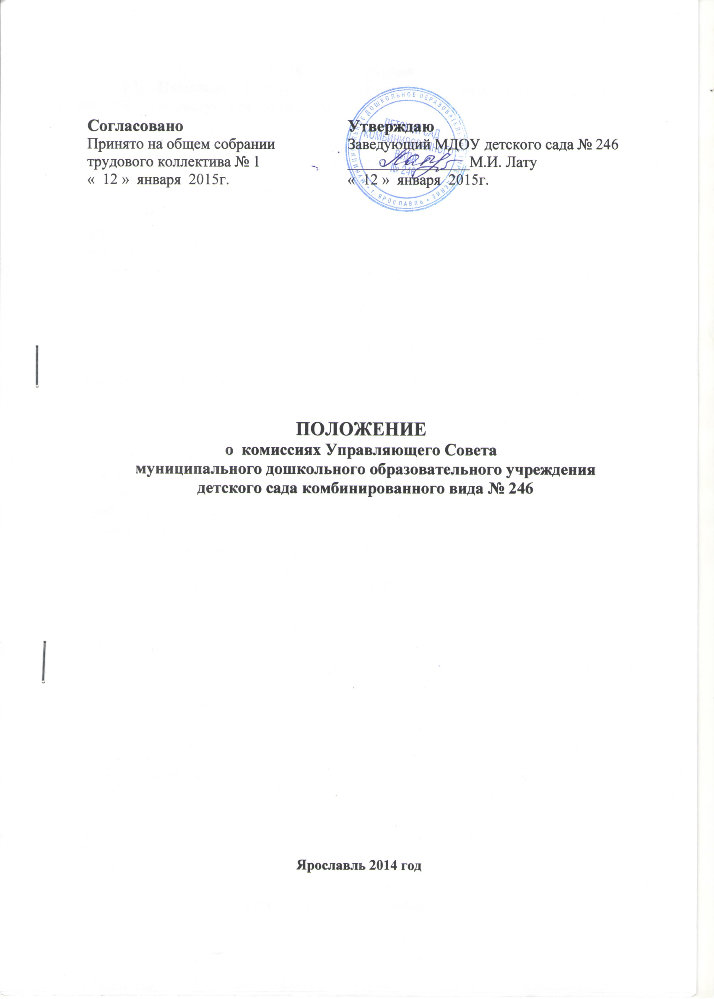 Согласовано
Принято на общем собрании
трудового коллектива № 1
«  12 »  января  2015г.
Утверждаю
Заведующий МДОУ детского сада № 246
_______________М.И. Лату
«  12 »  января  2015г.
МУНИЦИПАЛЬНОЕ ДОШКОЛЬНОЕ ОБРАЗОВАТЕЛЬНОЕ УЧРЕЖДЕНИЕ • г. ЯРОСЛАВЛЬ •
ДЕТСКИЙ САД
КОМБИНИРОВАННОГО
ВИДА
№ 246
ПОЛОЖЕНИЕ
о  комиссиях Управляющего Совета
муниципального дошкольного образовательного учреждения
детского сада комбинированного вида № 246
Ярославль 2014 год